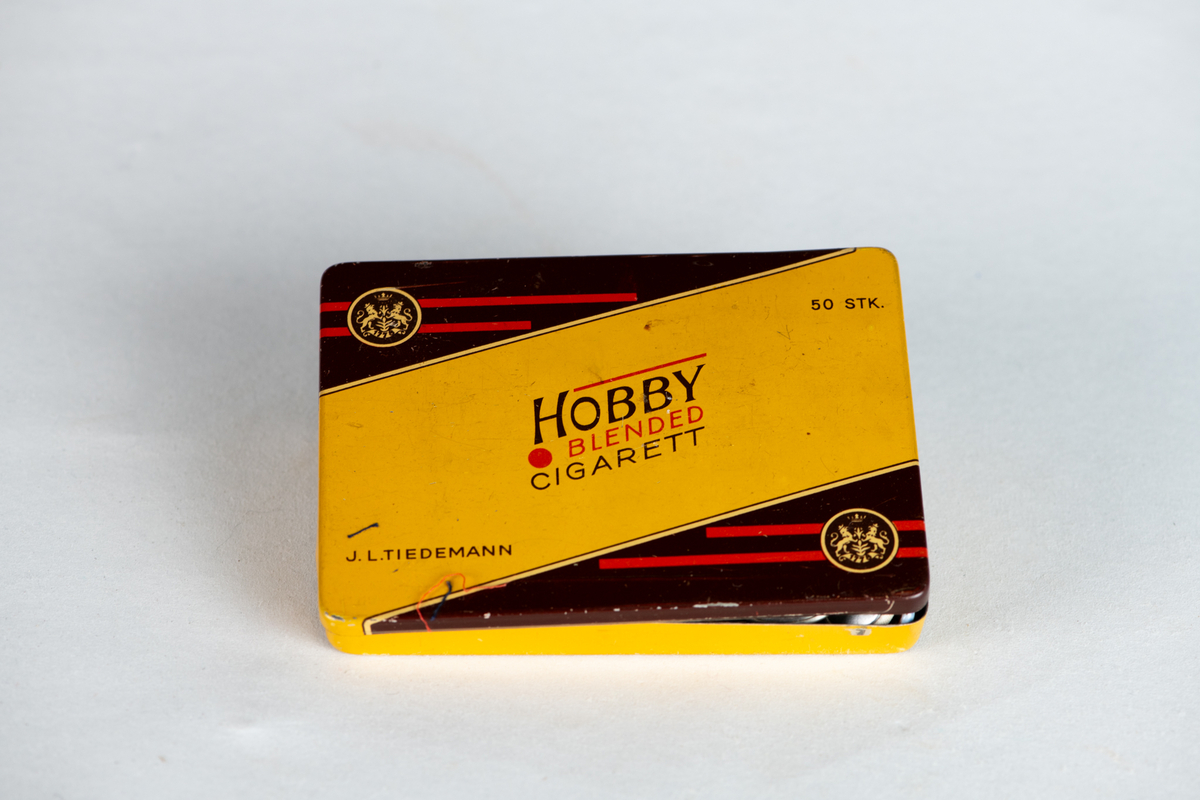 50 STK.
HOBBY
BLENDED
CIGARETT
J. L. TIEDEMANN